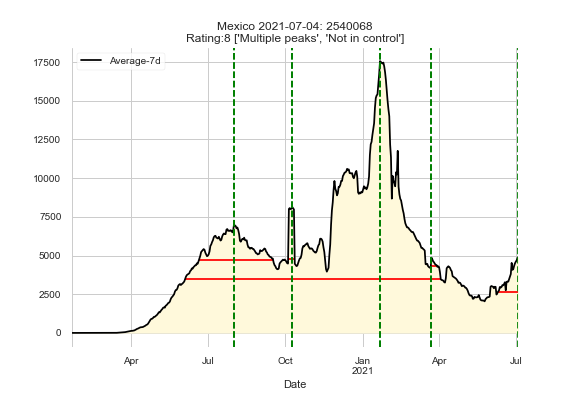 Mexico 2021-07-04: 2540068
Rating:8 ['Multiple peaks', 'Not in control']
Average-7d
17500
15000
12500
10000
7500
5000
2500
0
Apr
Jul
Oct
Jan
2021
Apr
Jul
Date